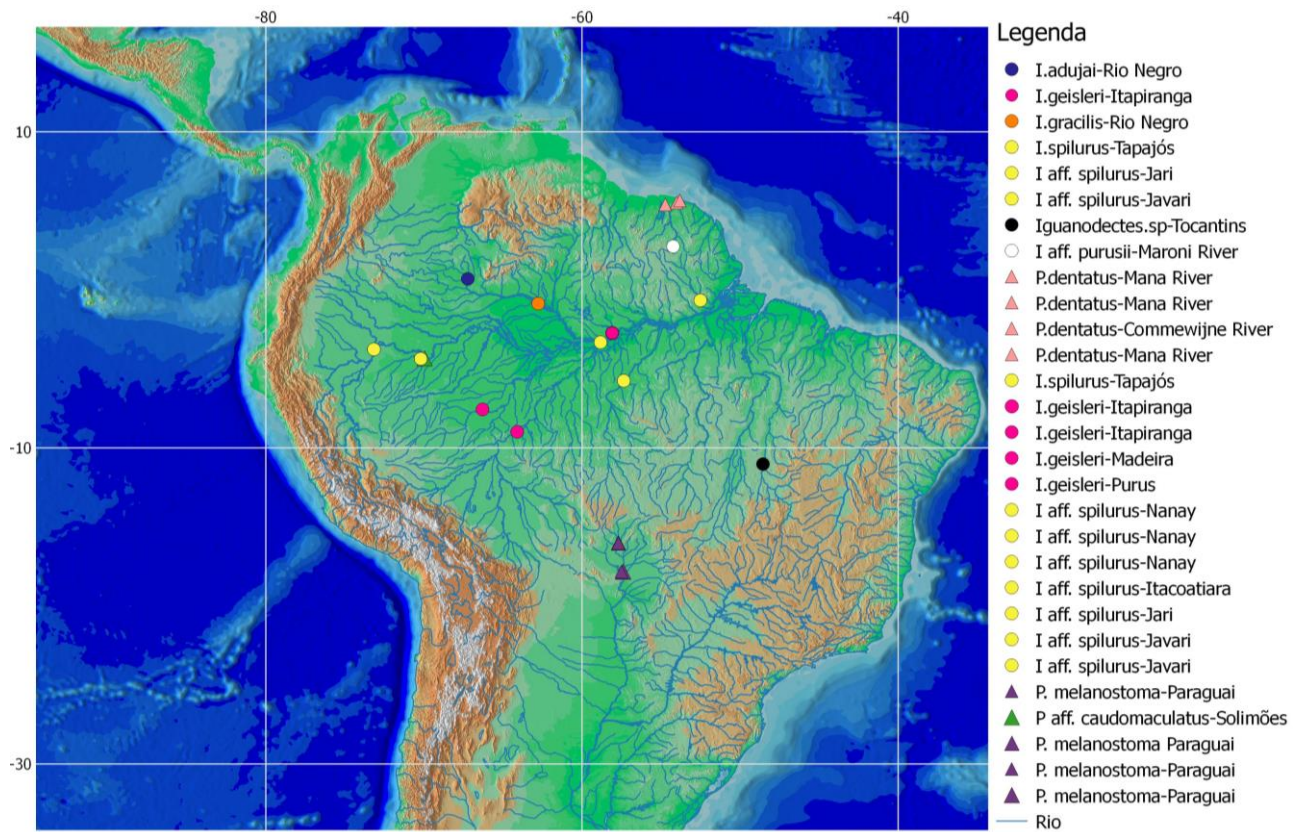 -80 -60 -40
10
-10
-30
Legenda
I.adujai-Rio Negro
I.geisleri-Itapiranga
I.gracilis-Rio Negro
I.spilurus-Tapajós
I aff. spilurus-Jari
I aff. spilurus-Javari
Iguanodectes.sp-Tocantins
I aff. purusii-Maroni River
P.dentatus-Mana River
P.dentatus-Mana River
P.dentatus-Commewijne River
P.dentatus-Mana River
I.spilurus-Tapajós
I.geisleri-Itapiranga
I.geisleri-Itapiranga
I.geisleri-Madeira
I.geisleri-Purus
I aff. spilurus-Nanay
I aff. spilurus-Nanay
I aff. spilurus-Nanay
I aff. spilurus-Itacoatiara
I aff. spilurus-Jari
I aff. spilurus-Javari
I aff. spilurus-Javari
P. melanostoma-Paraguai
P aff. caudomaculatus-Solimões
P. melanostoma Paraguai
P. melanostoma-Paraguai
P. melanostoma-Paraguai
Rio